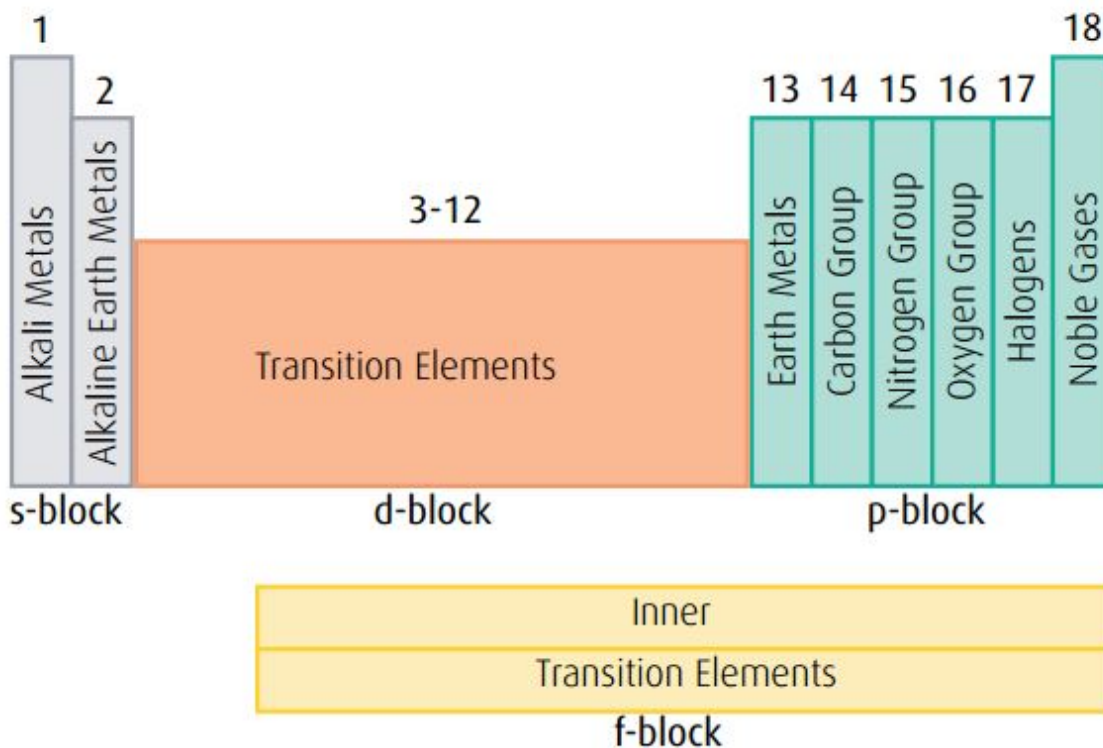 1
18
2
13 14 15 16 17
3-12
Alkali Metals
Alkaline Earth Metals
Transition Elements
Earth Metals
Carbon Group
Nitrogen Group
Oxygen Group
Halogens
Noble Gases
s-block
d-block
p-block
Inner
Transition Elements
f-block